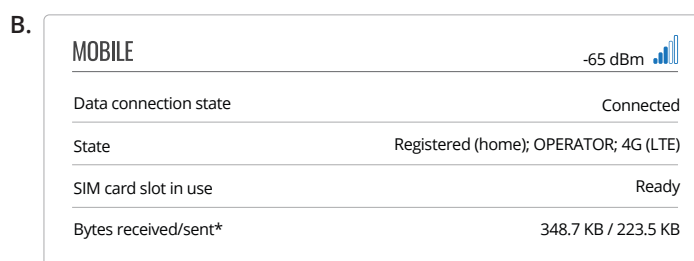 B.
MOBILE -65 dBm
Data connection state Connected
State Registered (home); OPERATOR; 4G (LTE)
SIM card slot in use Ready
Bytes received/sent* 348.7 KB / 223.5 KB